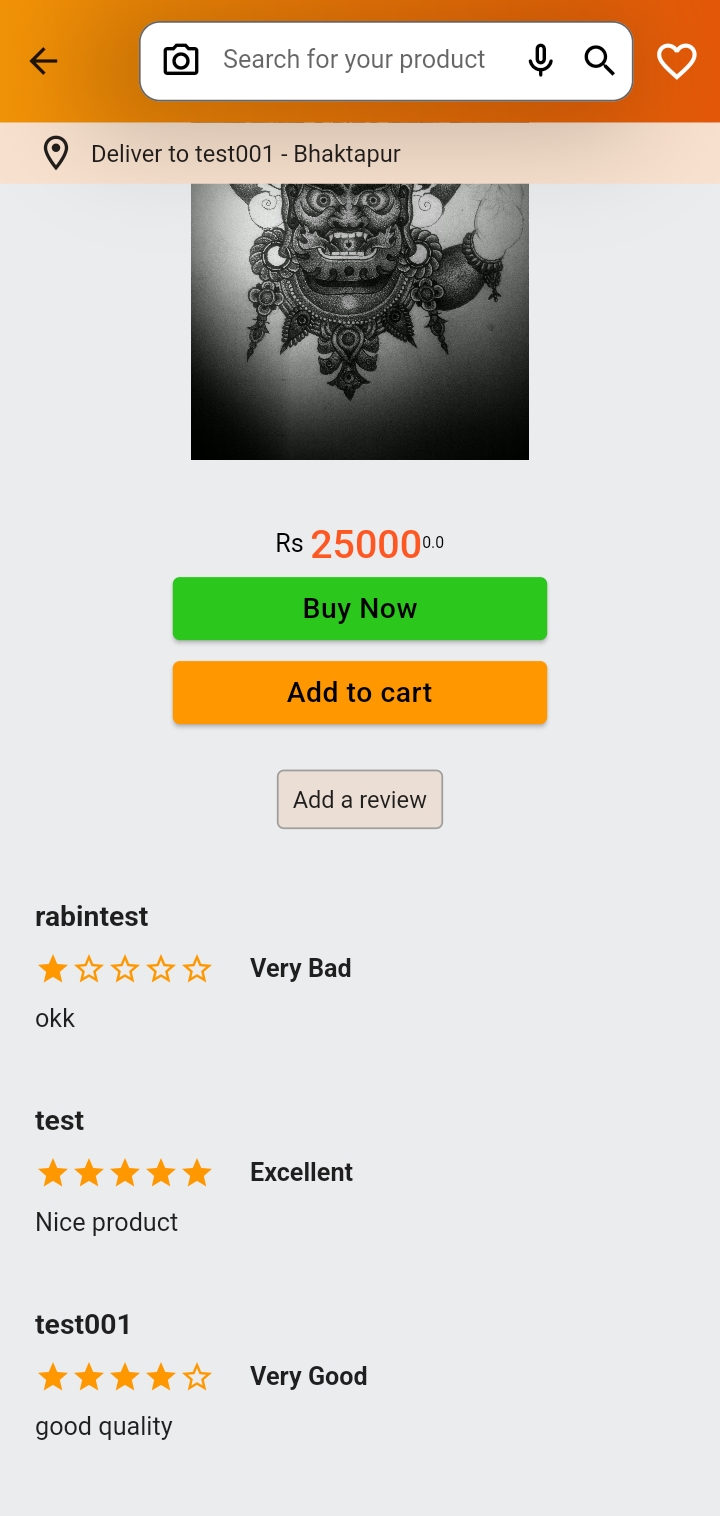 Search for your product
Deliver to test001 - Bhaktapur
Rs 25000 0.0
Buy Now
Add to cart
Add a review
rabintest
Very Bad
okk
test
Excellent
Nice product
test001
Very Good
good quality